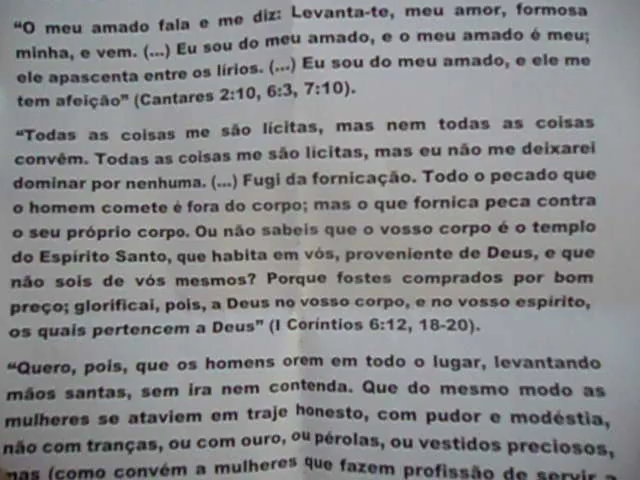 “O meu amado fala e me diz: Levanta-te, meu amor, formosa
minha, e vem. (...) Eu sou do meu amado, e o meu amado é meu;
ele apascenta entre os lírios. (...) Eu sou do meu amado, e ele me
tem afeição” (Cantares 2:10, 6:3, 7:10).
“Todas as coisas me são lícitas, mas nem todas as coisas
convêm. Todas as coisas me são lícitas, mas eu não me deixarei
dominar por nenhuma. (...) Fugi da fornicação. Todo o pecado que
o homem comete é fora do corpo; mas o que fornica peca contra
o seu próprio corpo. Ou não sabeis que o vosso corpo é o templo
do Espírito Santo, que habita em vós, proveniente de Deus, e que
não sois de vós mesmos? Porque fostes comprados por bom
preço; glorificai, pois, a Deus no vosso corpo, e no vosso espírito,
os quais pertencem a Deus” (I Coríntios 6:12, 18-20).
“Quero, pois, que os homens orem em todo o lugar, levantando
mãos santas, sem ira nem contenda. Que do mesmo modo as
mulheres se ataviem em traje honesto, com pudor e modéstia,
não com tranças, ou com ouro, ou pérolas, ou vestidos preciosos,
mas (como convém a mulheres que fazem profissão de servir a